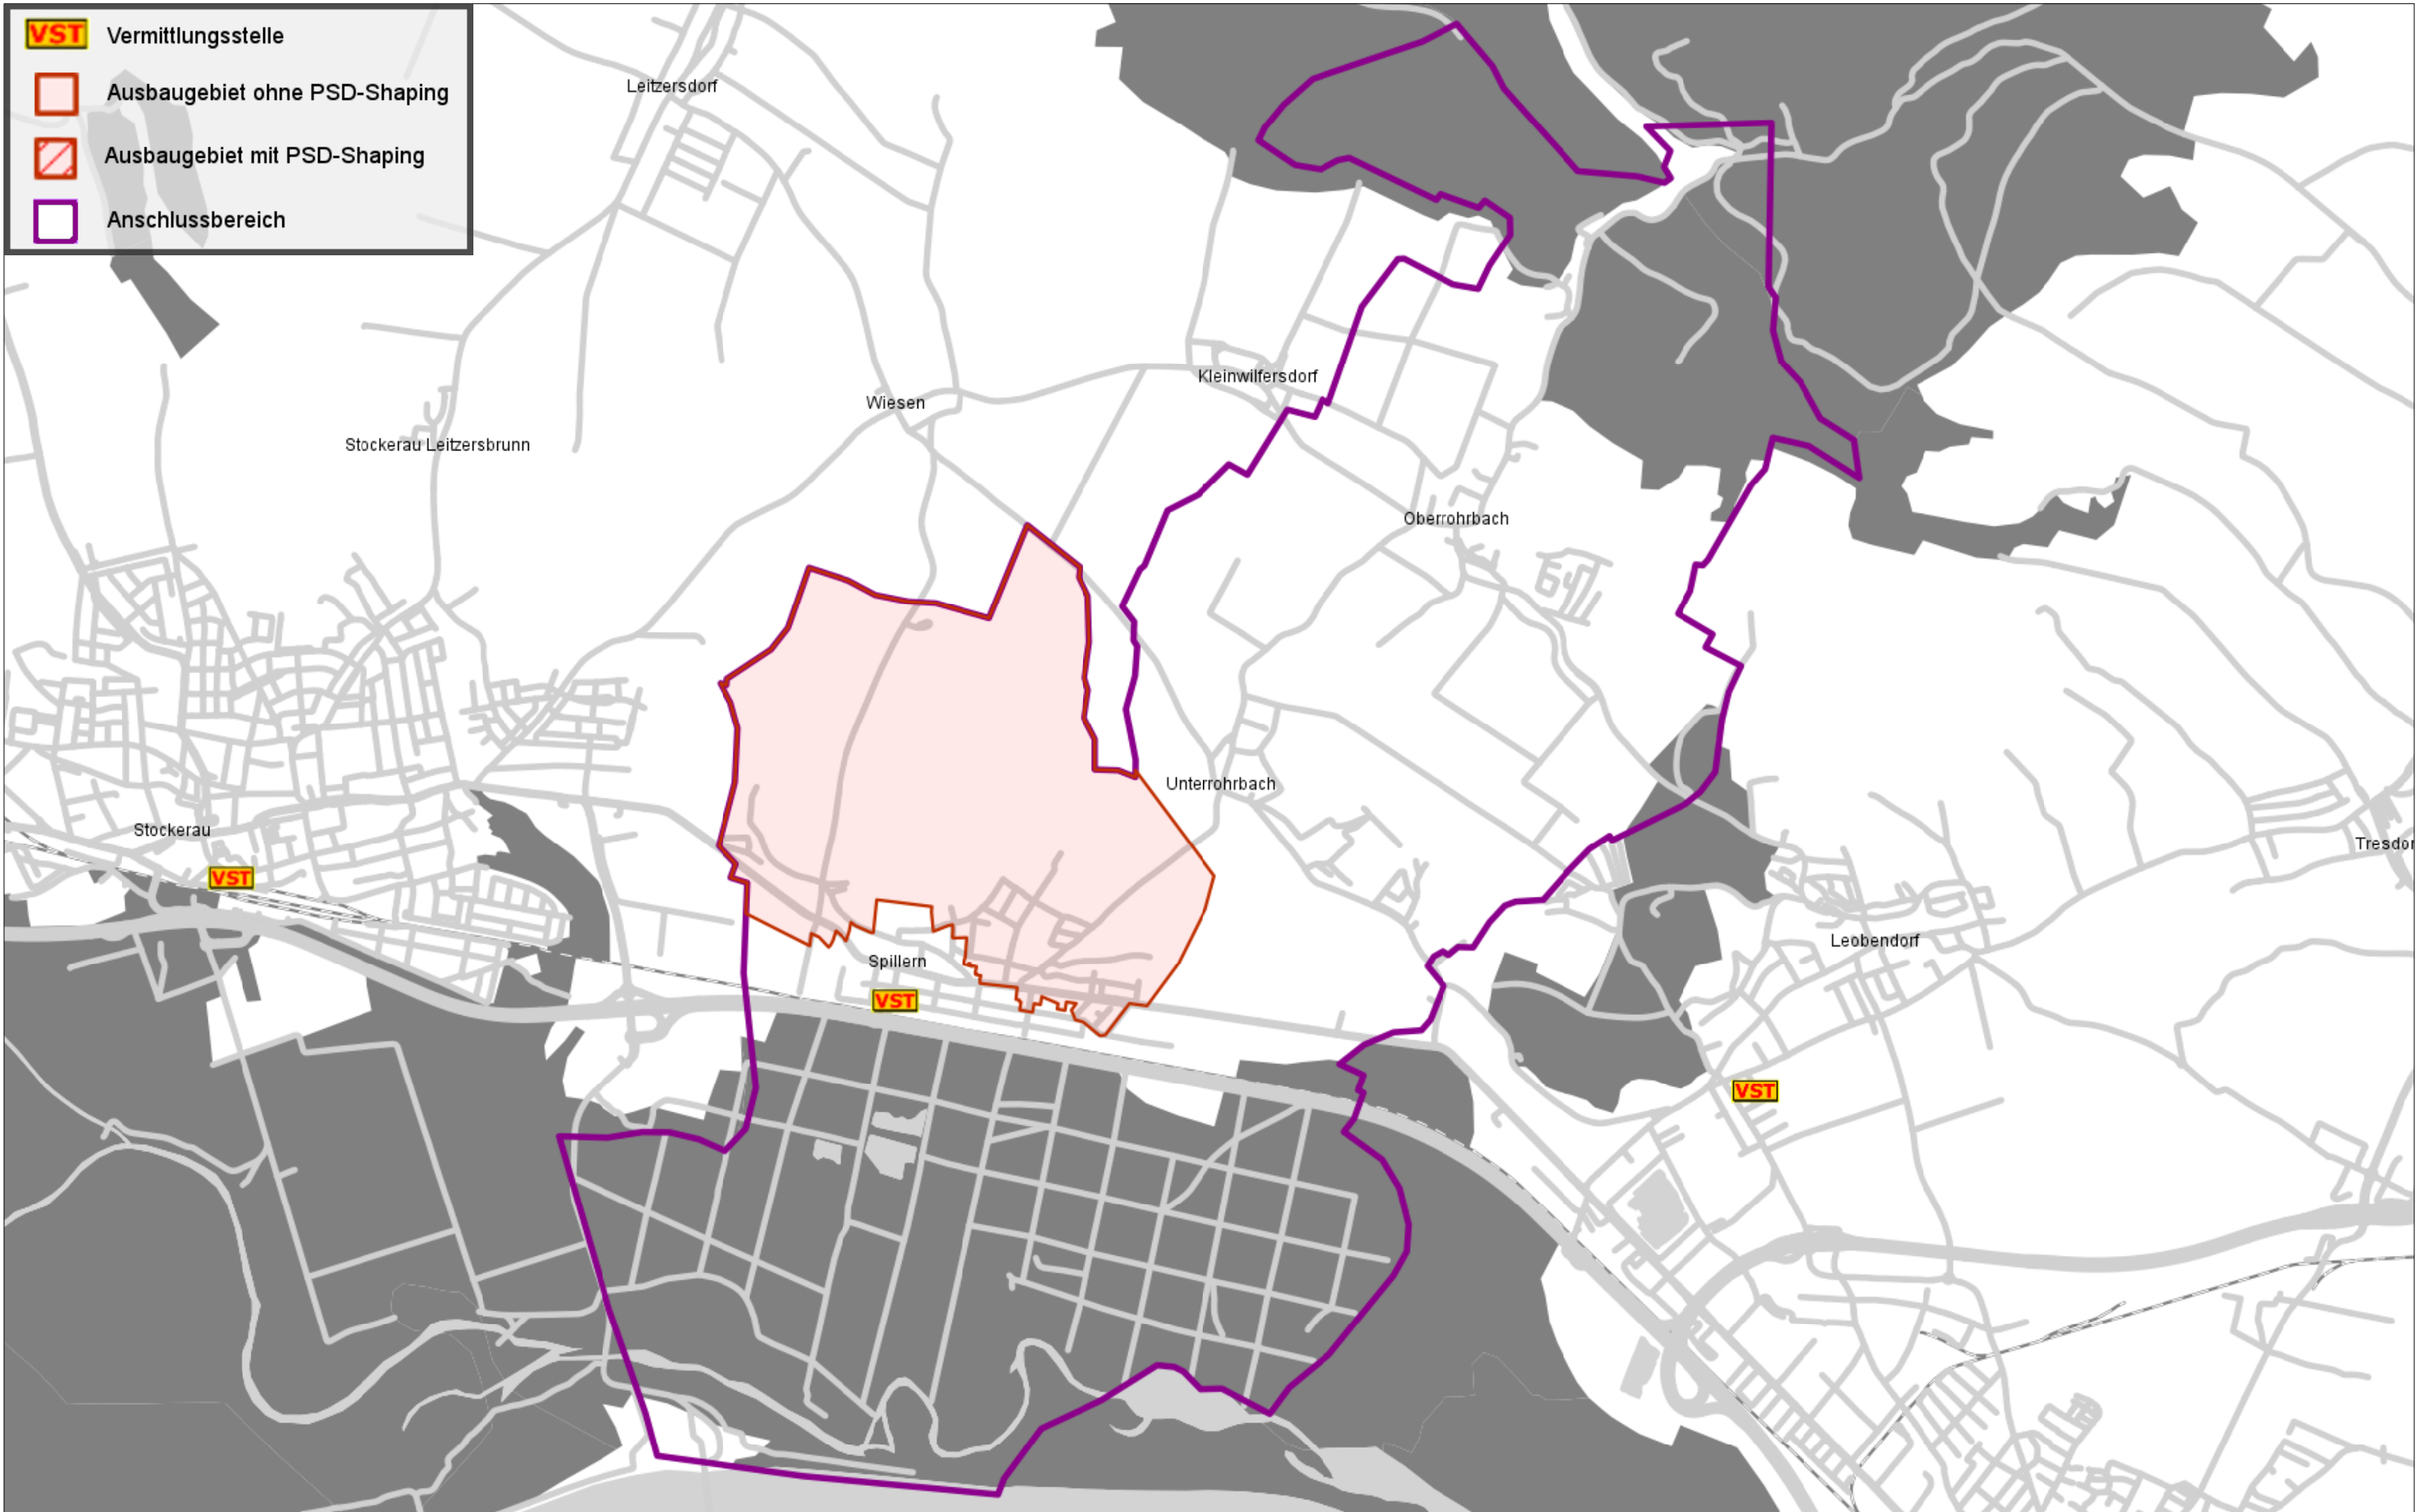 VST Vermittlungsstelle
Ausbaugebiet ohne PSD-Shaping
Ausbaugebiet mit PSD-Shaping
Anschlussbereich
Leitzersdorf
Kleinwilfersdorf
Wiesen
Stockerau Leitzersbrunn
Oberrohrbach
Unterrohrbach
Stockerau
Tresdor
VST
Leobendorf
Spillern
VST
VST